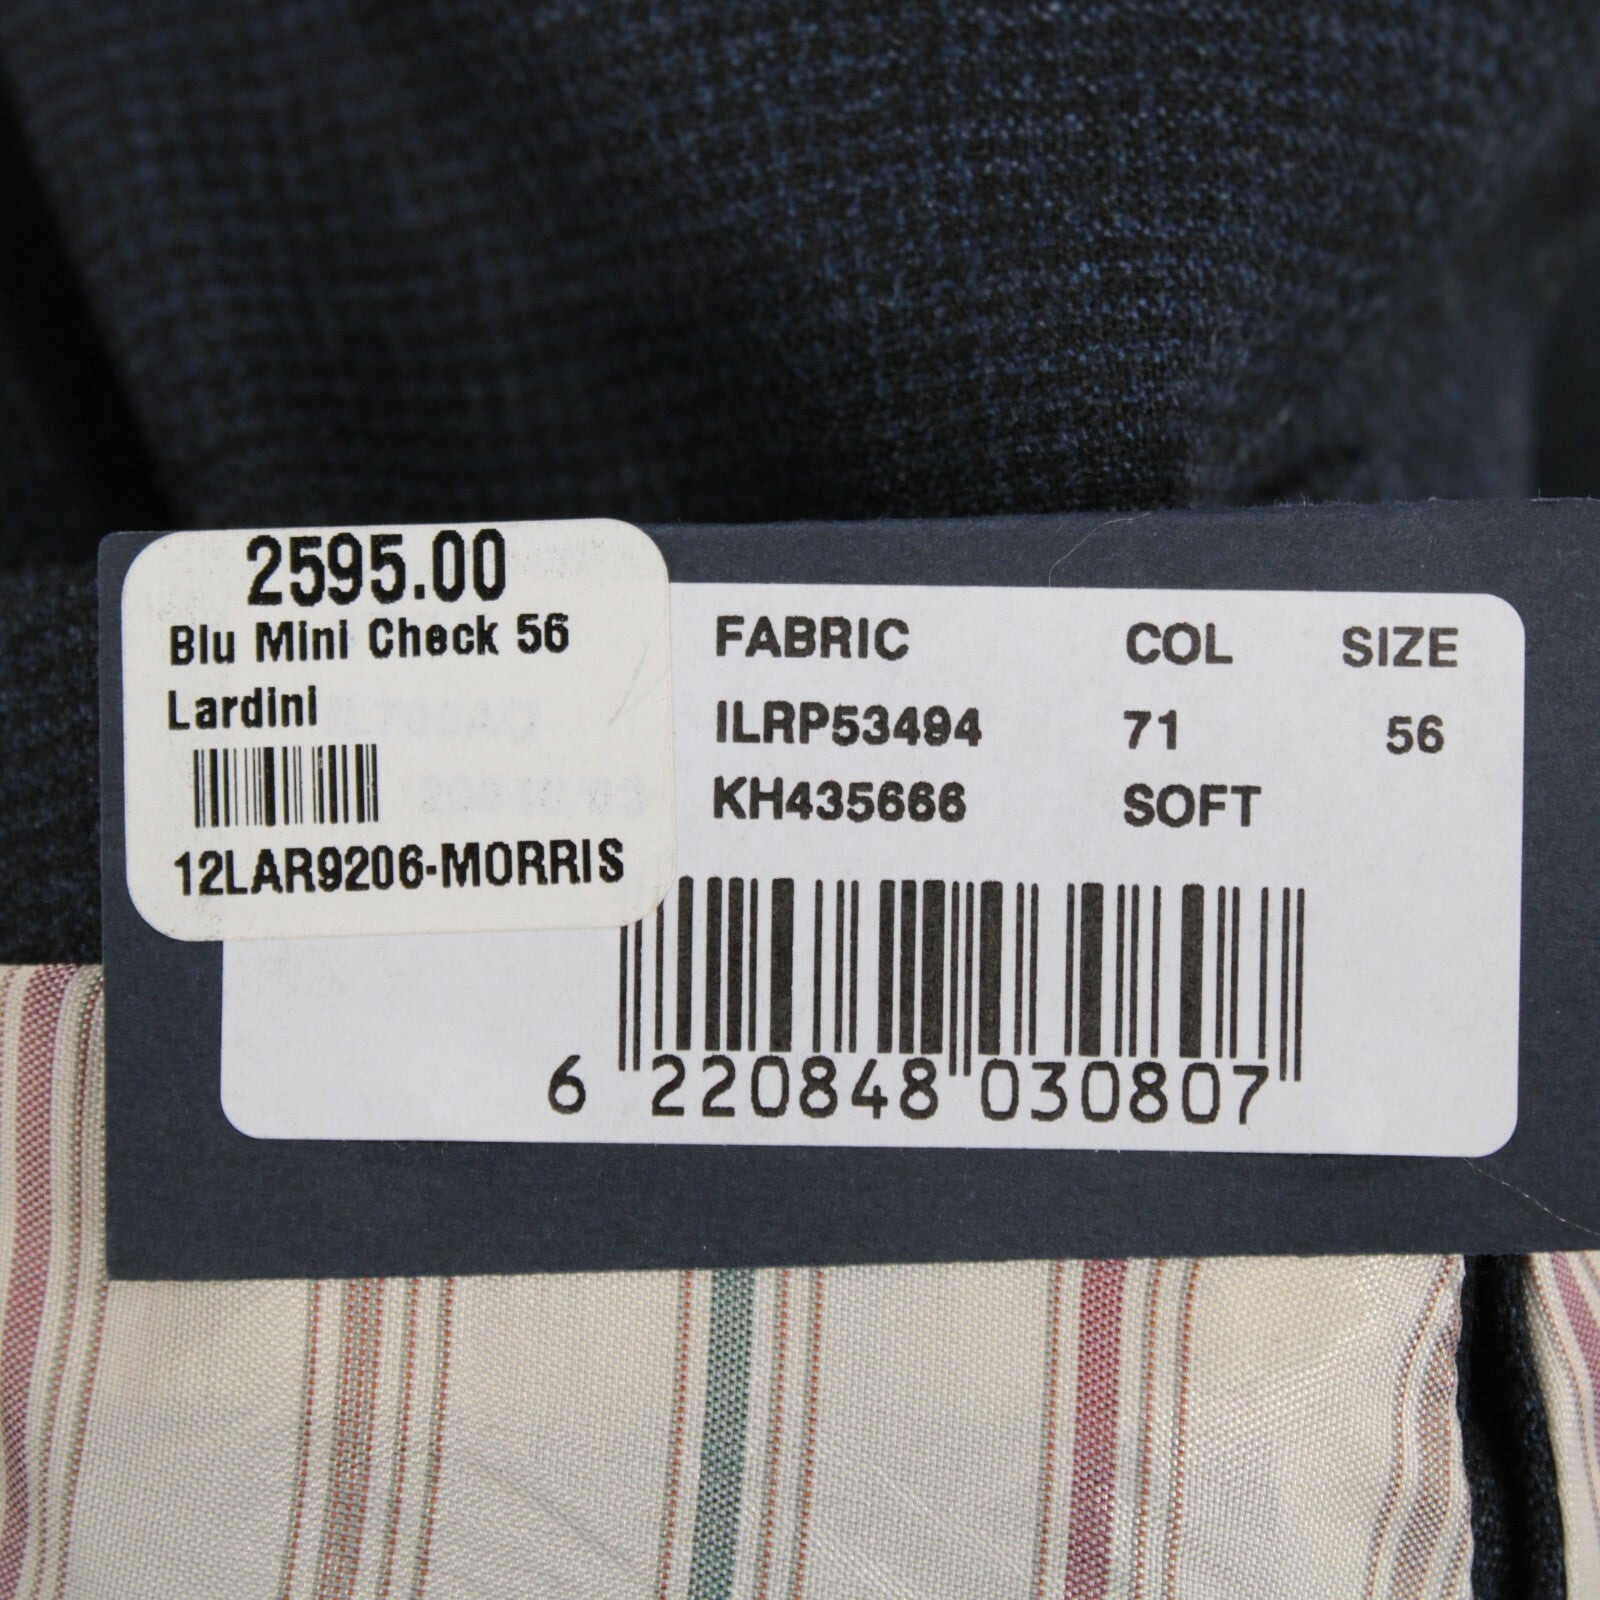 2595.00
Blu Mini Check 56
Lardini
12LAR9206-MORRIS
FABRIC COL SIZE
ILRP53494 71 56
KH435666 SOFT
6 220848 030807